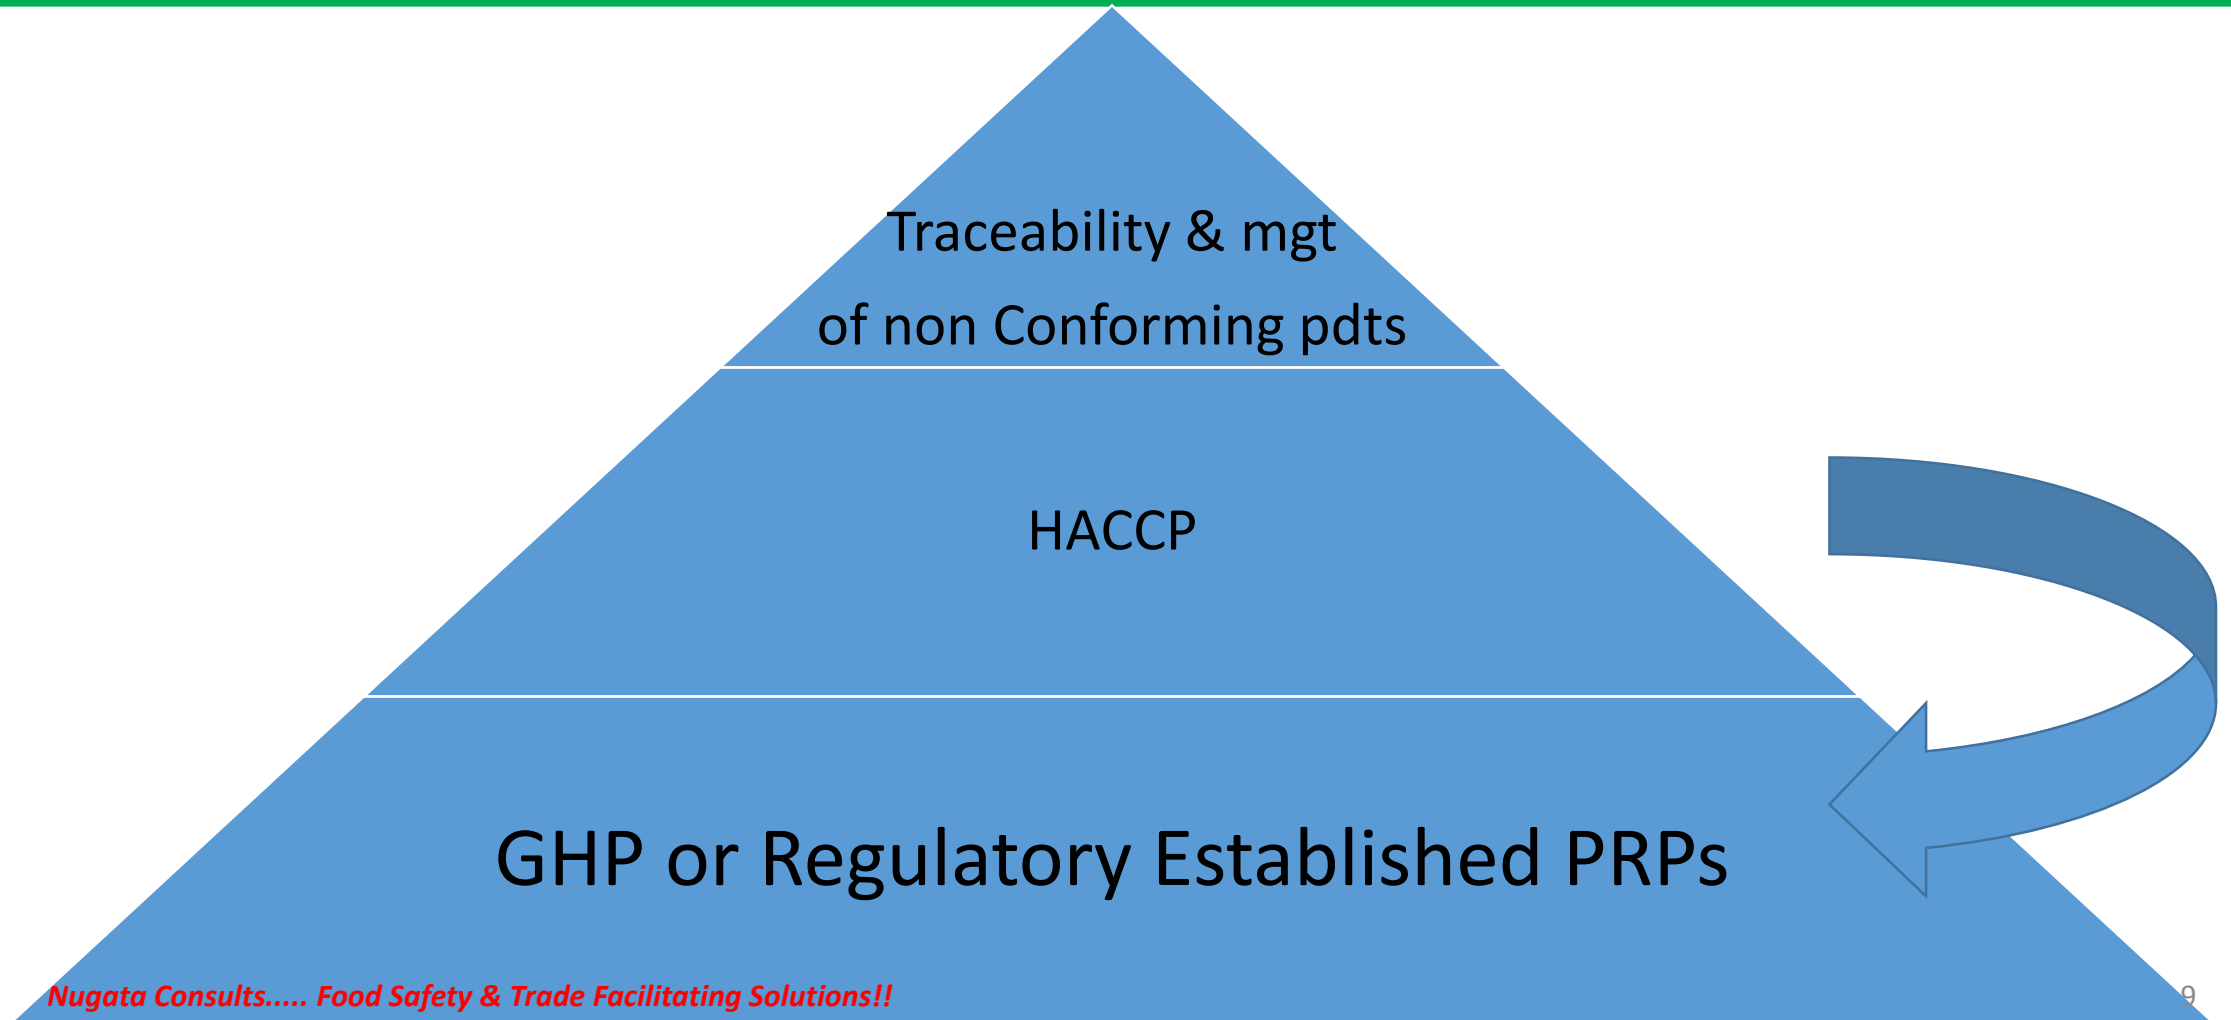 Traceability & mgt
of non Conforming pdts
HACCP
GHP or Regulatory Established PRPs
Nugata Consults..... Food Safety & Trade Facilitating Solutions!!
9